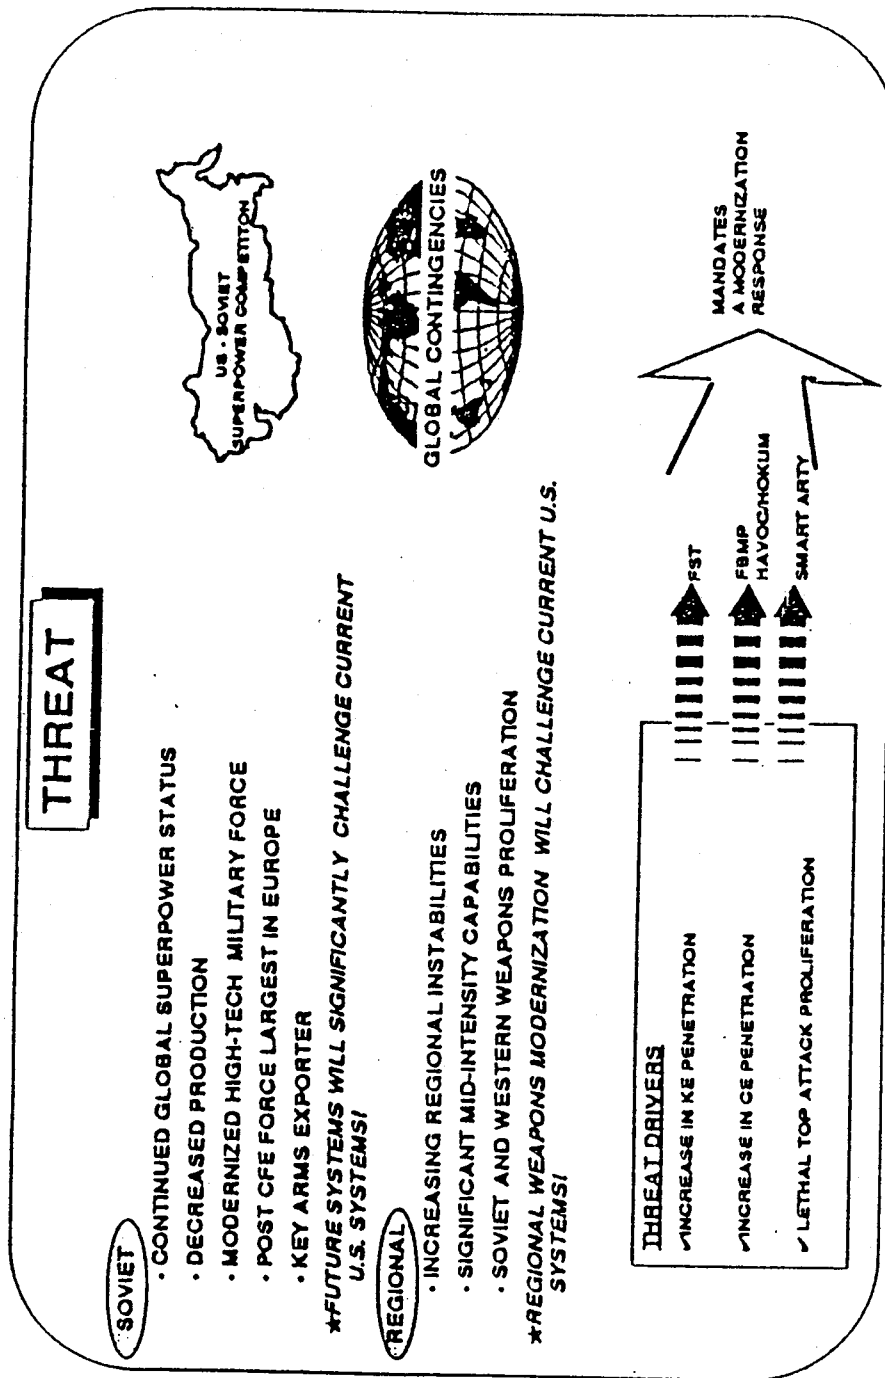 THREAT
SOVIET
· CONTINUED GLOBAL SUPERPOWER STATUS
· DECREASED PRODUCTION
· MODERNIZED HIGH-TECH MILITARY FORCE
· POST CFE FORCE LARGEST IN EUROPE
· KEY ARMS EXPORTER
★FUTURE SYSTEMS WILL SIGNIFICANTLY CHALLENGE CURRENT
U.S. SYSTEMS!
US - SOVIET
SUPERPOWER COMPETITON
REGIONAL
· INCREASING REGIONAL INSTABILITIES
· SIGNIFICANT MID-INTENSITY CAPABILITIES
· SOVIET AND WESTERN WEAPONS PROLIFERATION
★REGIONAL WEAPONS MODERNIZATION WILL CHALLENGE CURRENT U.S.
SYSTEMS!
GLOBAL CONTINGENCIES
THREAT DRIVERS
✓INCREASE IN KE PENETRATION
✓INCREASE IN CE PENETRATION
✓ LETHAL TOP ATTACK PROLIFERATION
FST
FBMP
HAVOC/HOKUM
SMART ARTY
MANDATES
A MODERNIZATION
RESPONSE